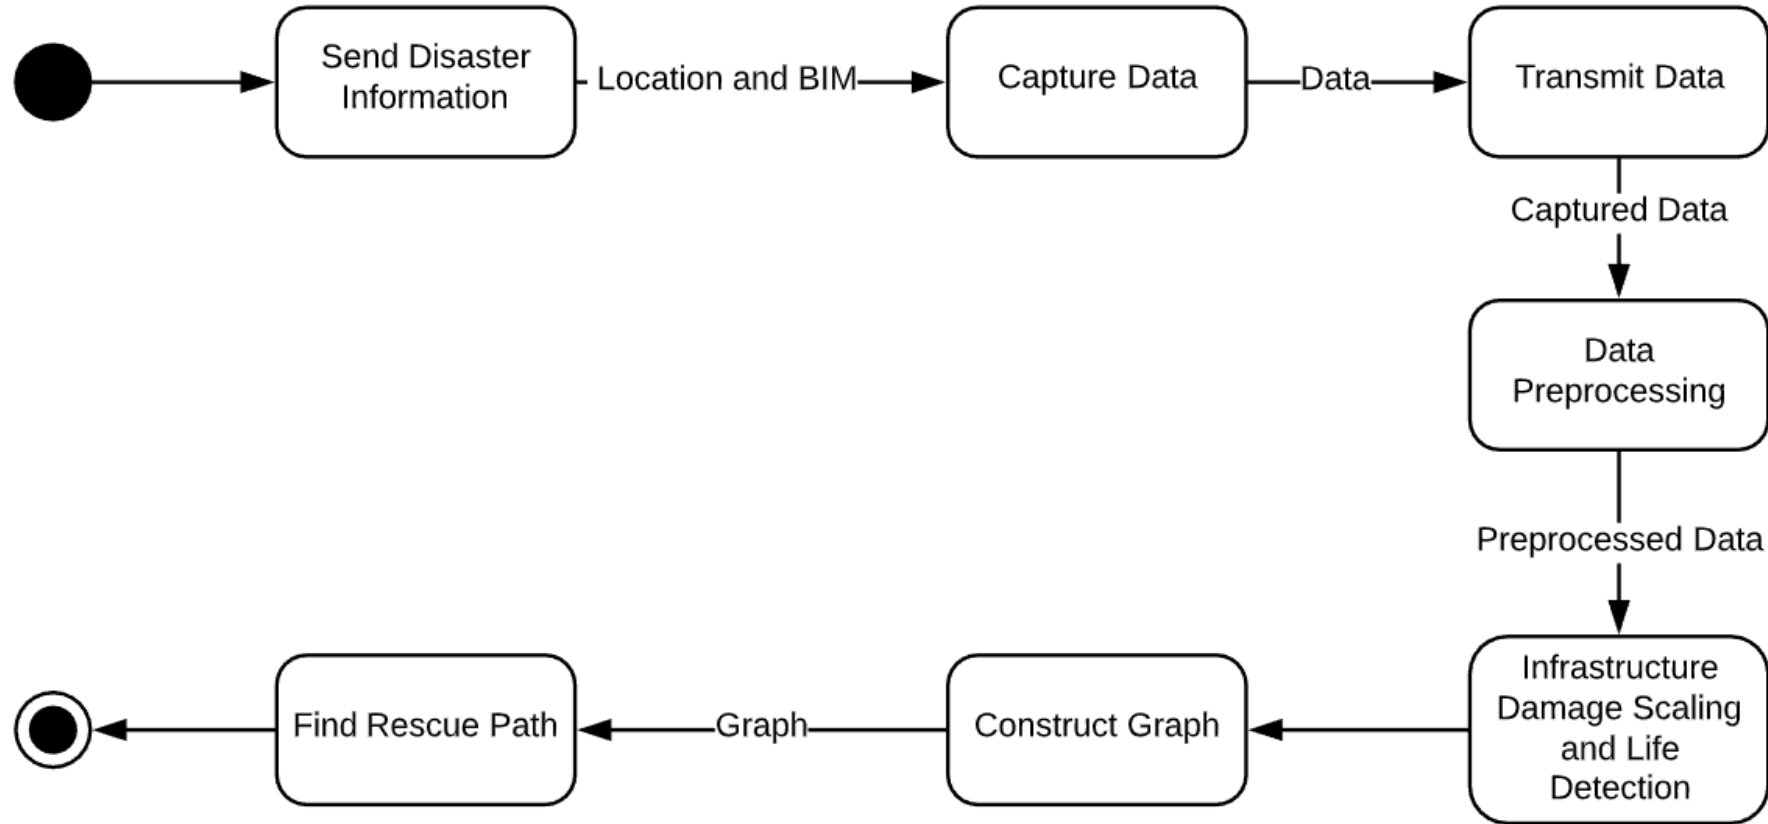 Send Disaster
Information
Location and BIM
Capture Data
Data
Transmit Data
Captured Data
Data
Preprocessing
Preprocessed Data
Infrastructure
Damage Scaling
and Life
Detection
Construct Graph
Graph
Find Rescue Path